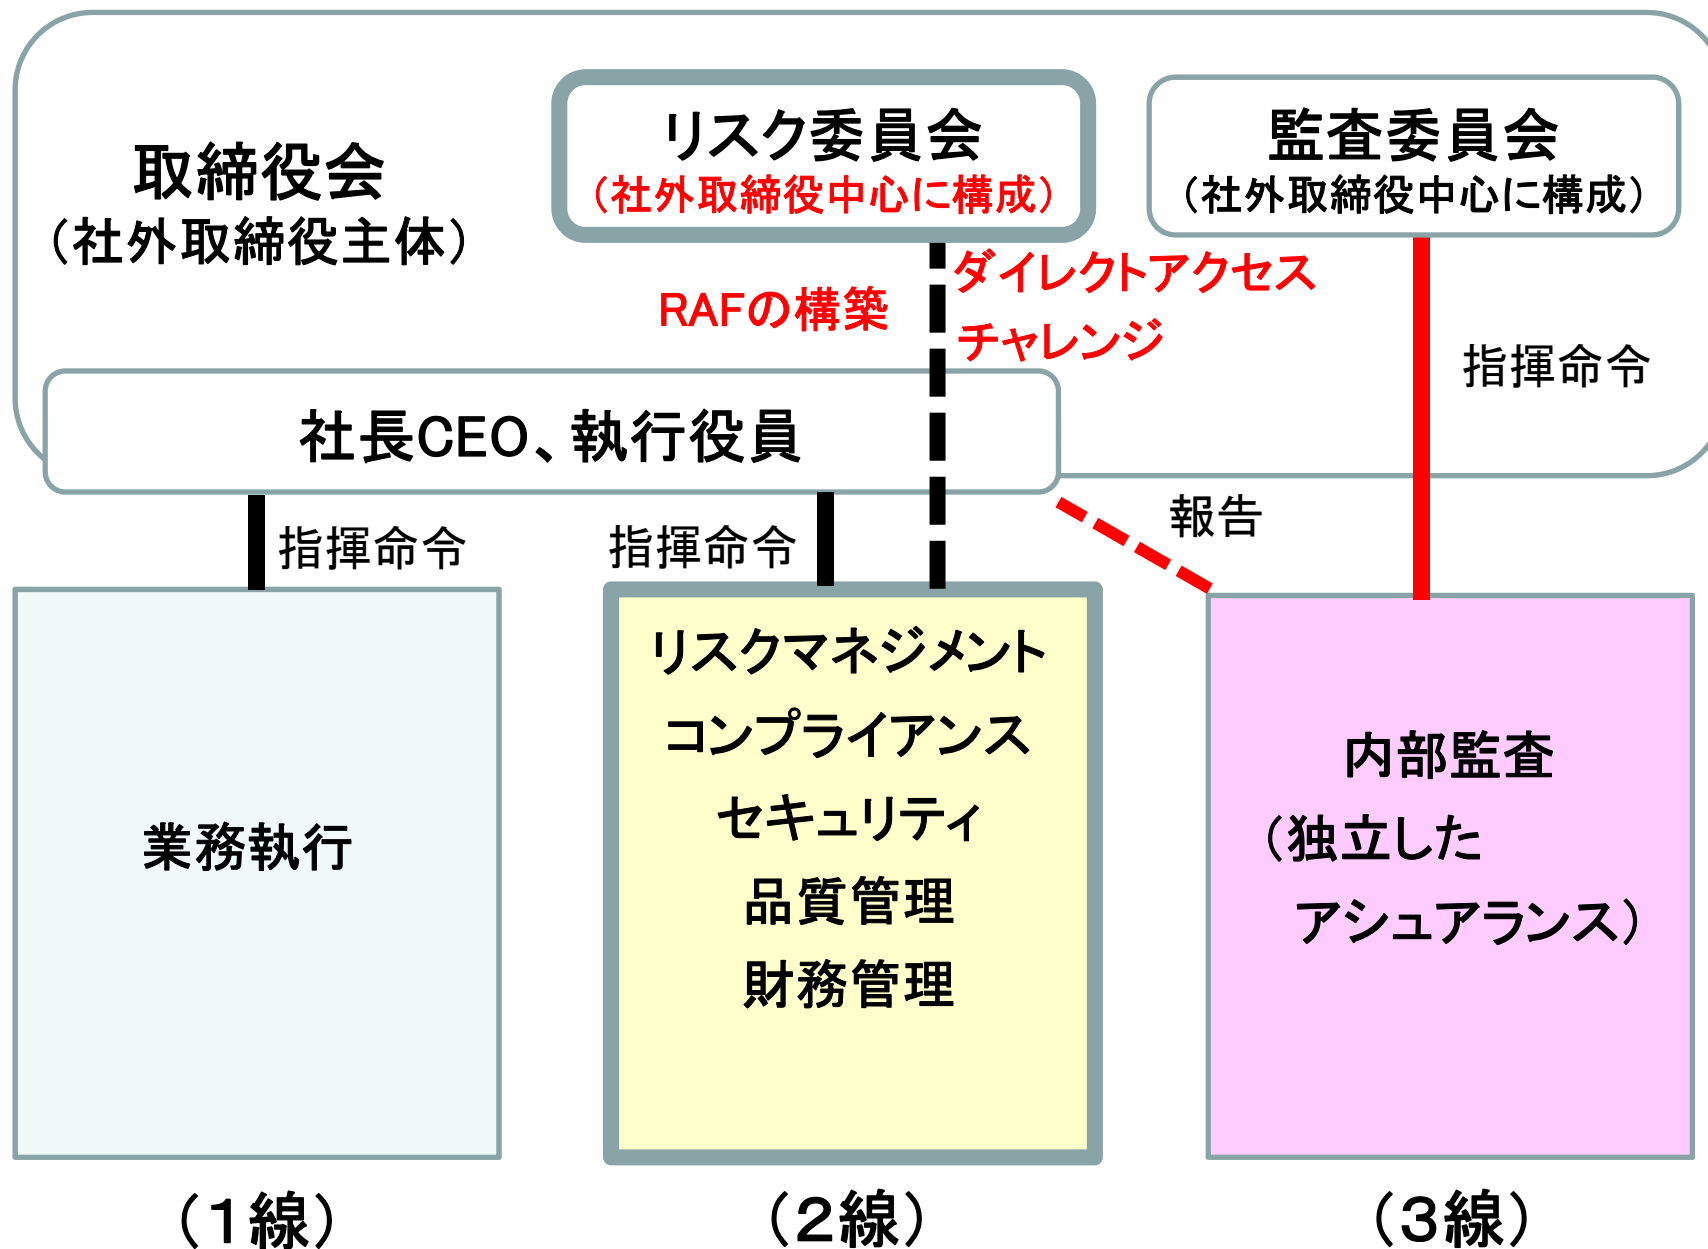 取締役会
（社外取締役主体）
リスク委員会
（社外取締役中心に構成）
監査委員会
（社外取締役中心に構成）
RAFの構築
ダイレクトアクセス
チャレンジ
指揮命令
社長CEO、執行役員
指揮命令
指揮命令
報告
業務執行
リスクマネジメント
コンプライアンス
セキュリティ
品質管理
財務管理
内部監査
（独立した
アシュアランス）
（１線）
（２線）
（３線）